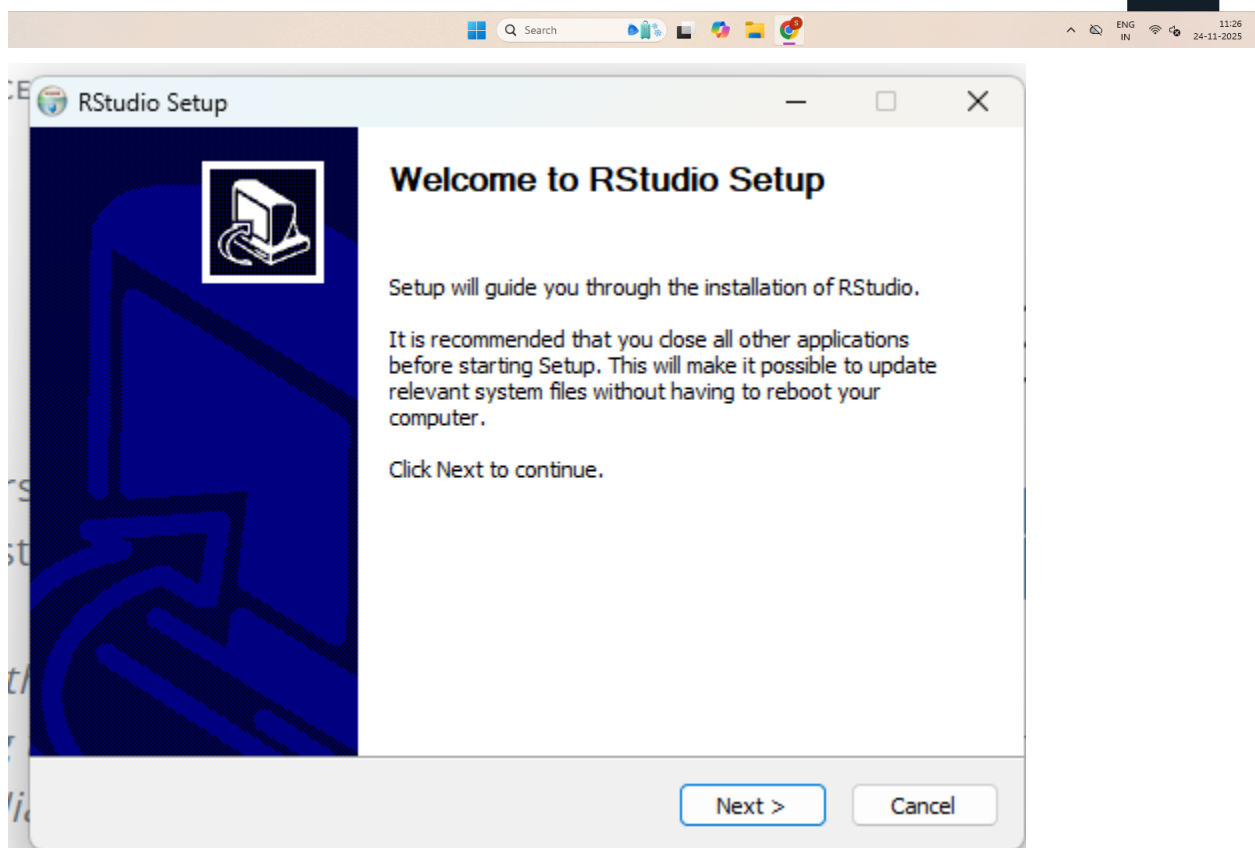 Search
ENG
IN
11:26
24-11-2025
RStudio Setup
Welcome to RStudio Setup
Setup will guide you through the installation of RStudio.
It is recommended that you close all other applications
before starting Setup. This will make it possible to update
relevant system files without having to reboot your
computer.
Click Next to continue.
Next >
Cancel